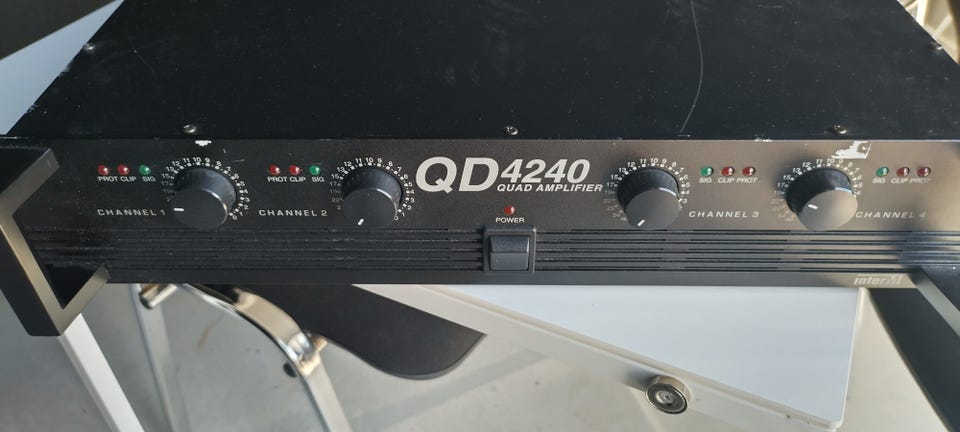 QD4240
QUAD AMPLIFIER
PROT CLIP SIG
CHANNEL 1
PROT CLIP SIG
CHANNEL 2
POWER
SIG CLIP PROT
CHANNEL 3
SIG CLIP PROT
CHANNEL 4
interM